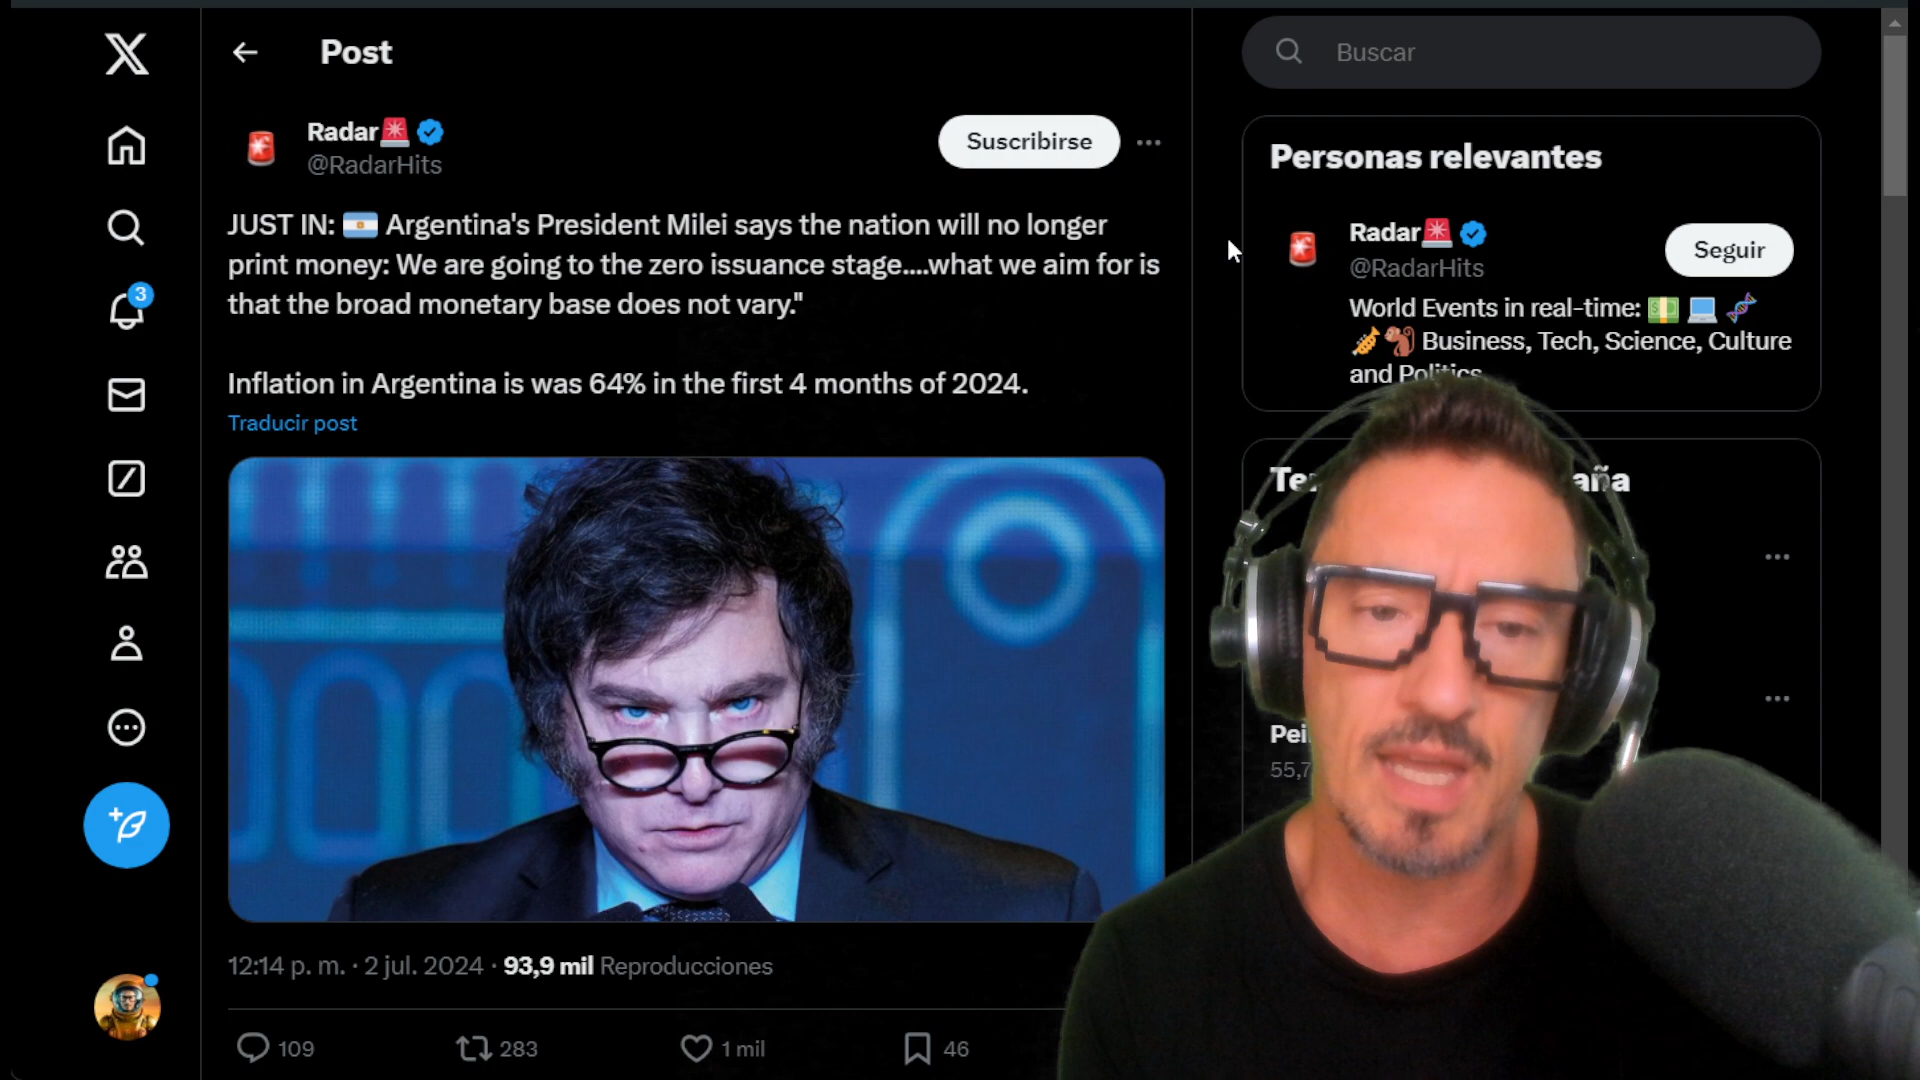 Post
Buscar
Radar
@RadarHits
Suscribirse
JUST IN: Argentina's President Milei says the nation will no longer
print money: We are going to the zero issuance stage....what we aim for is
that the broad monetary base does not vary."
Inflation in Argentina is was 64% in the first 4 months of 2024.
Traducir post
12:14 p. m. · 2 jul. 2024 · 93,9 mil Reproducciones
109
283
1 mil
46
3
Personas relevantes
Radar
@RadarHits
Seguir
World Events in real-time:
Business, Tech, Science, Culture
and Politics